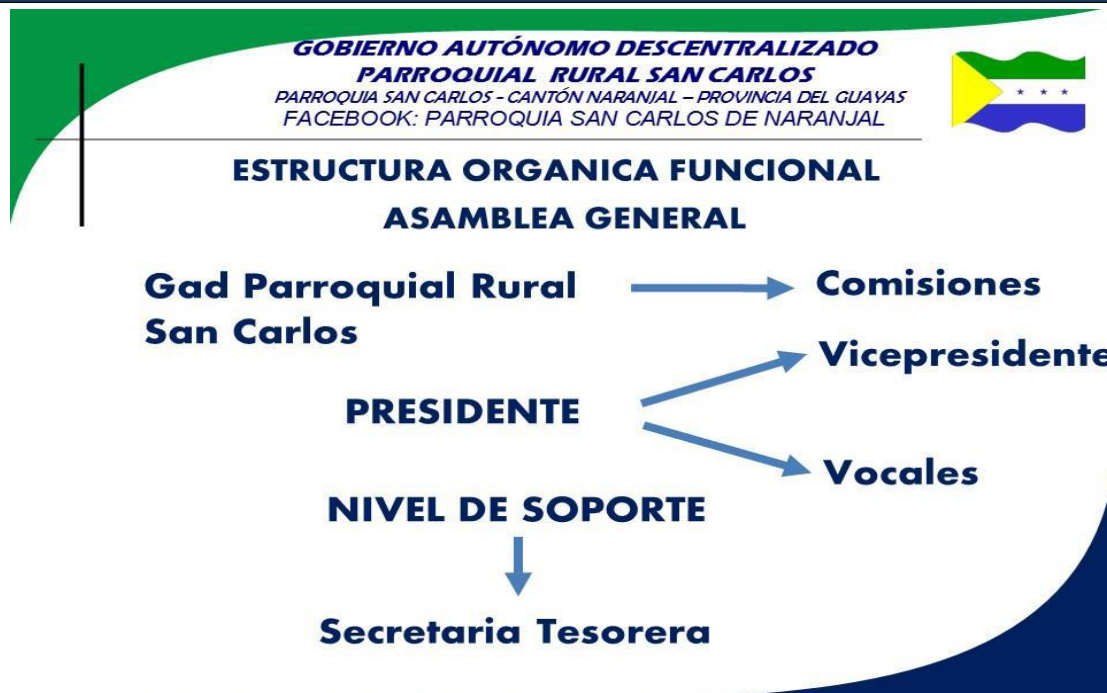 GOBIERNO AUTÓNOMO DESCENTRALIZADO
PARROQUIAL RURAL SAN CARLOS
PARROQUIA SAN CARLOS - CANTÓN NARANJAL – PROVINCIA DEL GUAYAS
FACEBOOK: PARROQUIA SAN CARLOS DE NARANJAL
ESTRUCTURA ORGANICA FUNCIONAL
ASAMBLEA GENERAL
Gad Parroquial Rural
San Carlos
Comisiones
Vicepresidente
PRESIDENTE
Vocales
NIVEL DE SOPORTE
Secretaria Tesorera